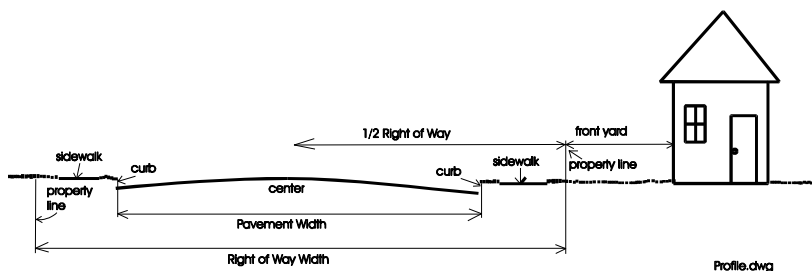 1/2 Right of Way
front yard
sidewalk
curb
property
line
center
curb
sidewalk
property line
Pavement Width
Right of Way Width
Profile.dwg